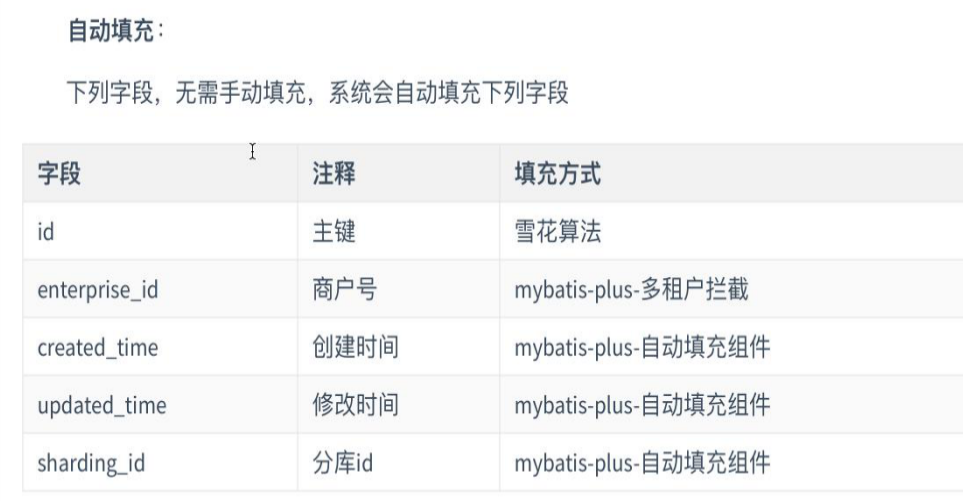 自动填充：
下列字段，无需手动填充，系统会自动填充下列字段
字段 注释 填充方式
id 主键 雪花算法
enterprise_id 商户号 mybatis-plus-多租户拦截
created_time 创建时间 mybatis-plus-自动填充组件
updated_time 修改时间 mybatis-plus-自动填充组件
sharding_id 分库id mybatis-plus-自动填充组件